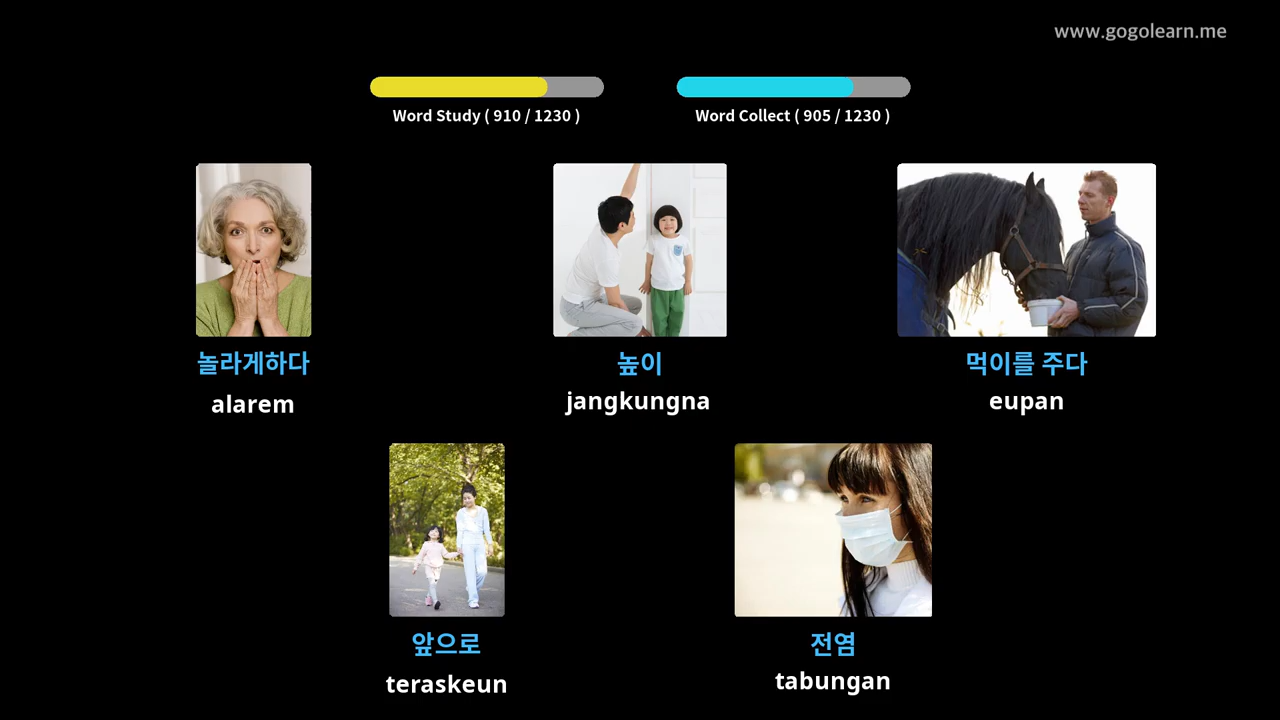 www.gogolearn.me
Word Study ( 910 / 1230 )
Word Collect ( 905 / 1230 )
놀라게하다
alarem
높이
jangkungna
먹이를 주다
eupan
앞으로
teraskeun
전염
tabungan